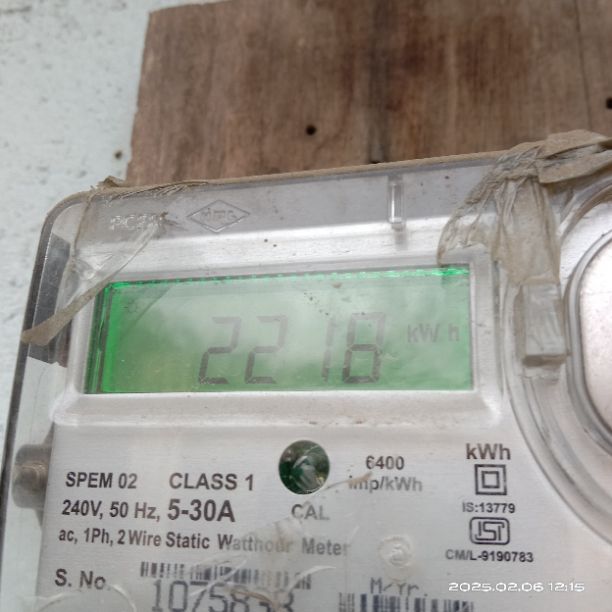 2218 kWh
SPEM 02 CLASS 1
6400 imp/kWh
kWh
240V, 50 Hz, 5-30A
CAL
IS:13779
ISI
ac, 1Ph, 2 Wire Static Watthour Meter
CM/L-9190783
S. No.
M/Yr.
2025.02.06 12:15